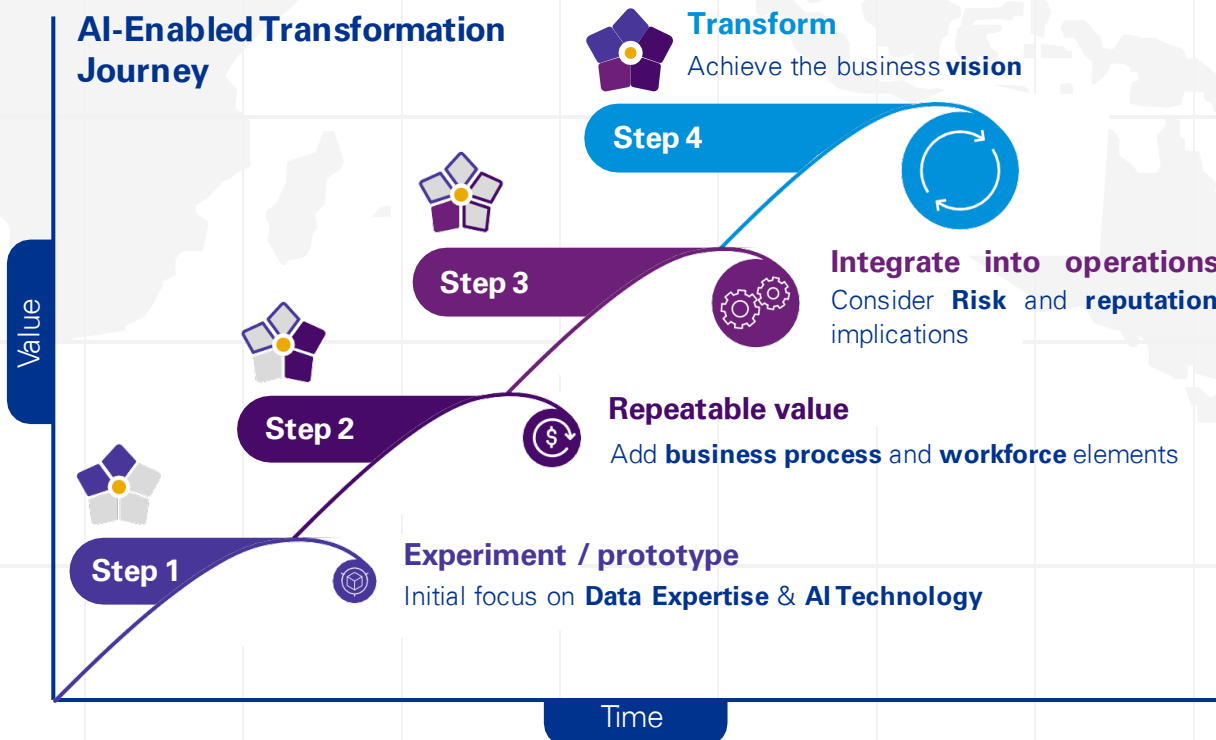 AI-Enabled Transformation
Journey
Transform
Achieve the business vision
Step 4
Step 3
Integrate into operations
Consider Risk and reputation
implications
Value
Step 2
Repeatable value
Add business process and workforce elements
$
Step 1
Experiment / prototype
Initial focus on Data Expertise & AI Technology
Time